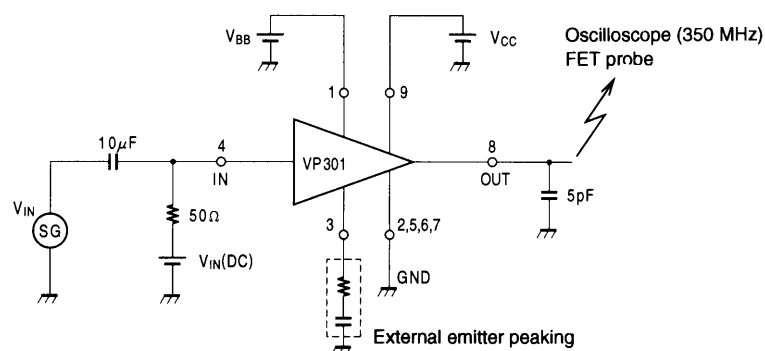 V_BB
V_CC
Oscilloscope (350 MHz)
FET probe
1
9
10μF
4
IN
VP301
8
OUT
V_IN
SG
50Ω
5pF
3
2,5,6,7
V_IN(DC)
GND
External emitter peaking